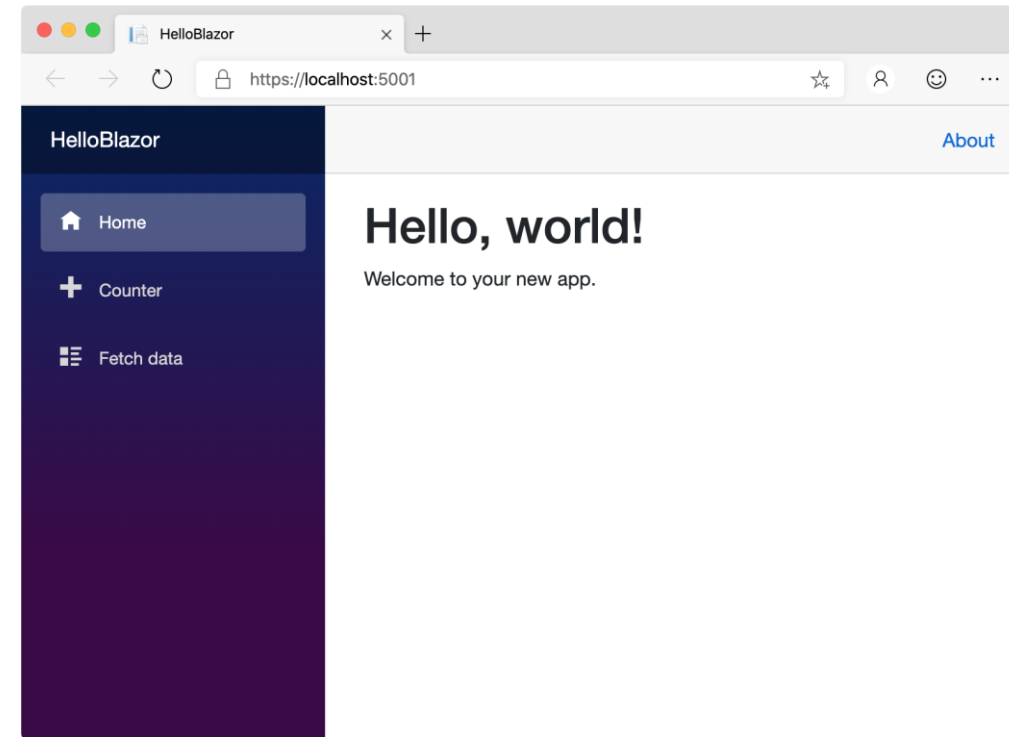 HelloBlazor
https://localhost:5001
HelloBlazor
About
Home
Counter
Fetch data
Hello, world!
Welcome to your new app.